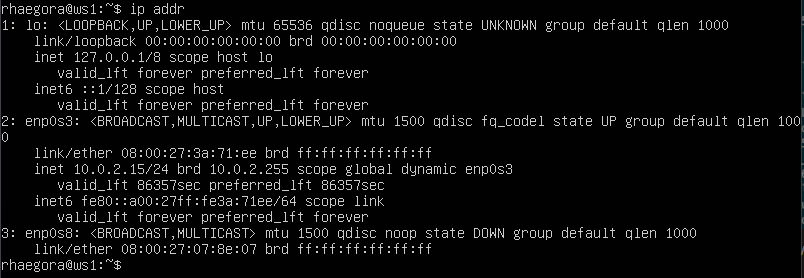 rhaegora@ws1:~$ ip addr
1: lo: <LOOPBACK,UP,LOWER_UP> mtu 65536 qdisc noqueue state UNKNOWN group default qlen 1000
    link/loopback 00:00:00:00:00:00 brd 00:00:00:00:00:00
    inet 127.0.0.1/8 scope host lo
       valid_lft forever preferred_lft forever
    inet6 ::1/128 scope host
       valid_lft forever preferred_lft forever
2: enp0s3: <BROADCAST,MULTICAST,UP,LOWER_UP> mtu 1500 qdisc fq_codel state UP group default qlen 100
0
    link/ether 08:00:27:3a:71:ee brd ff:ff:ff:ff:ff:ff
    inet 10.0.2.15/24 brd 10.0.2.255 scope global dynamic enp0s3
       valid_lft 86357sec preferred_lft 86357sec
    inet6 fe80::a00:27ff:fe3a:71ee/64 scope link
       valid_lft forever preferred_lft forever
3: enp0s8: <BROADCAST,MULTICAST> mtu 1500 qdisc noop state DOWN group default qlen 1000
    link/ether 08:00:27:07:8e:07 brd ff:ff:ff:ff:ff:ff
rhaegora@ws1:~$